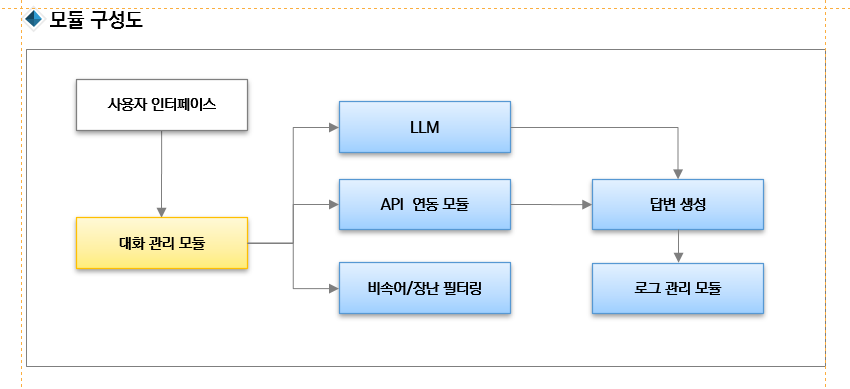 모듈 구성도
사용자 인터페이스
LLM
API 연동 모듈
답변 생성
대화 관리 모듈
비속어/장난 필터링
로그 관리 모듈